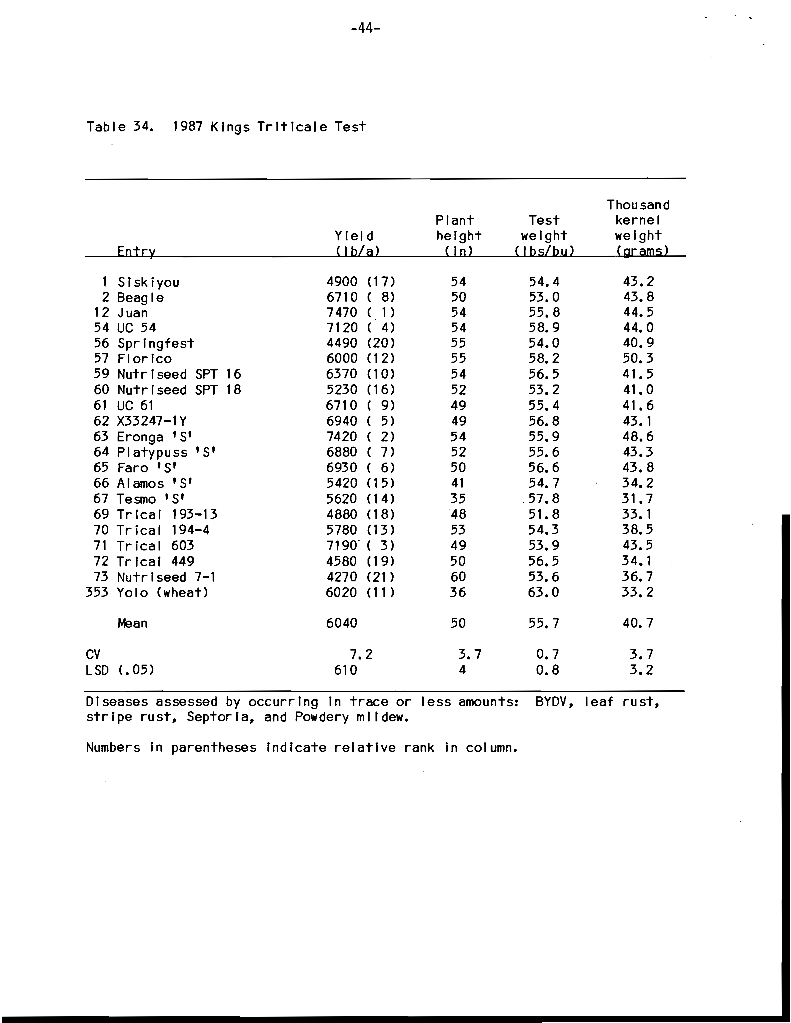 -44-
Table 34. 1987 Kings Triticale Test
Thousand
Plant Test kernel
Yield height weight weight
Entry (lb/a) (in) (lbs/bu) (grams)
1 Siskiyou 4900 (17) 54 54.4 43.2
2 Beagle 6710 ( 8) 50 53.0 43.8
12 Juan 7470 ( 1) 54 55.8 44.5
54 UC 54 7120 ( 4) 54 58.9 44.0
56 Springfest 4490 (20) 55 54.0 40.9
57 Florico 6000 (12) 55 58.2 50.3
59 Nutriseed SPT 16 6370 (10) 54 56.5 41.5
60 Nutriseed SPT 18 5230 (16) 52 53.2 41.0
61 UC 61 6710 ( 9) 49 55.4 41.6
62 X33247-1Y 6940 ( 5) 49 56.8 43.1
63 Eronga 'S' 7420 ( 2) 54 55.9 48.6
64 Platypuss 'S' 6880 ( 7) 52 55.6 43.3
65 Faro 'S' 6930 ( 6) 50 56.6 43.8
66 Alamos 'S' 5420 (15) 41 54.7 34.2
67 Tesmo 'S' 5620 (14) 35 57.8 31.7
69 Trical 193-13 4880 (18) 48 51.8 33.1
70 Trical 194-4 5780 (13) 53 54.3 38.5
71 Trical 603 7190 ( 3) 49 53.9 43.5
72 Trical 449 4580 (19) 50 56.5 34.1
73 Nutriseed 7-1 4270 (21) 60 53.6 36.7
353 Yolo (wheat) 6020 (11) 36 63.0 33.2
Mean 6040 50 55.7 40.7
CV 7.2 3.7 0.7 3.7
LSD (.05) 610 4 0.8 3.2
Diseases assessed by occurring in trace or less amounts: BYDV, leaf rust,
stripe rust, Septoria, and Powdery mildew.
Numbers in parentheses indicate relative rank in column.